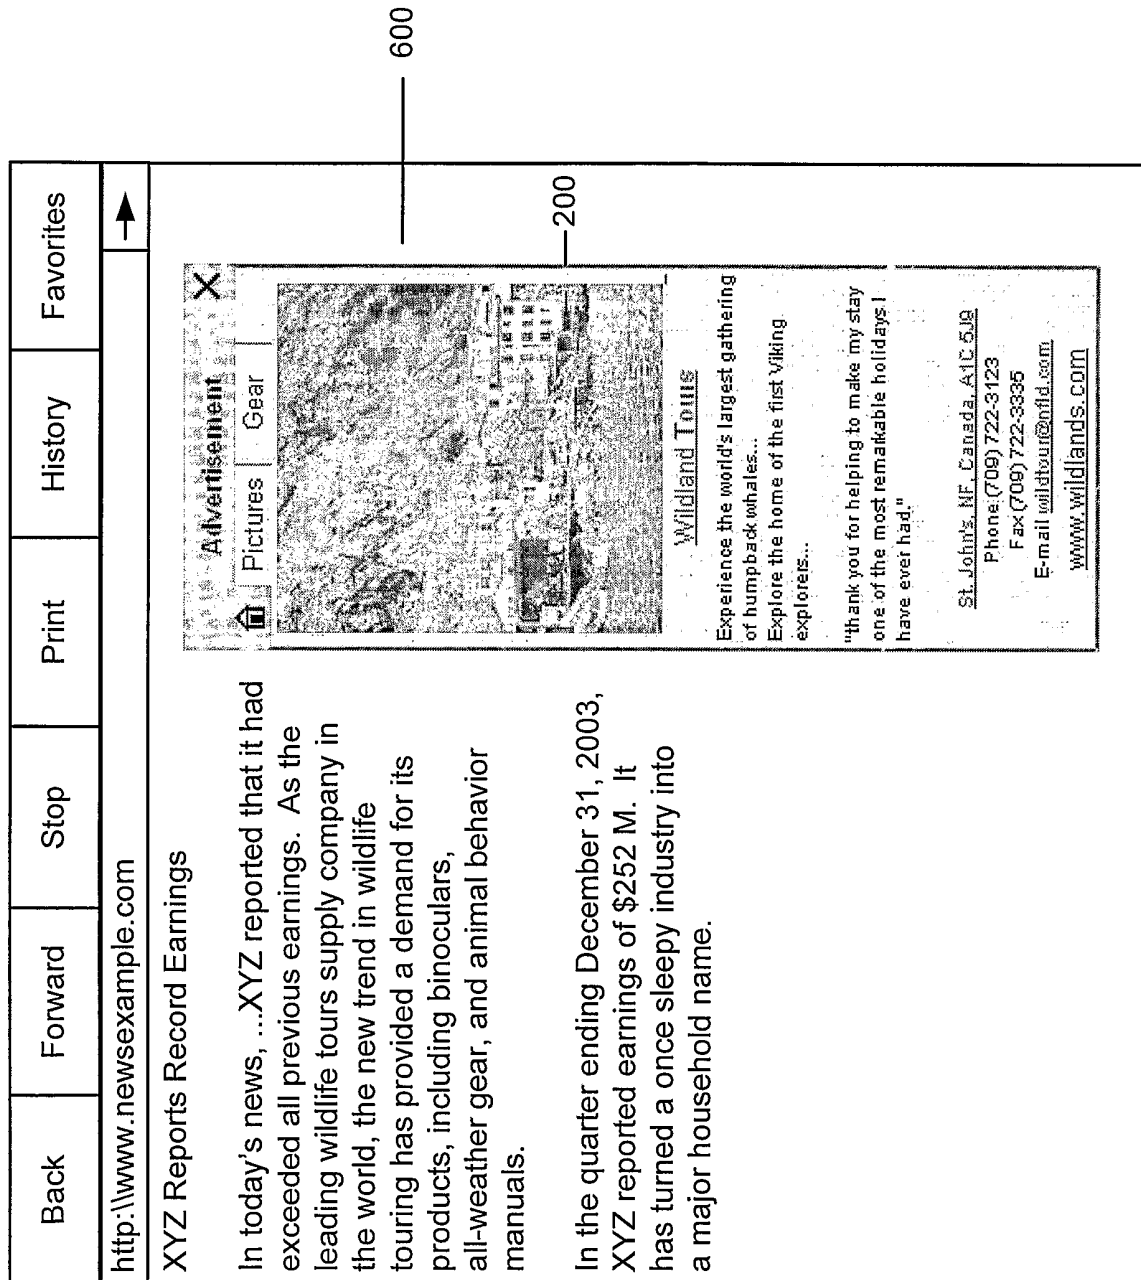 Back Forward Stop Print History Favorites
http:\\www.newsexample.com
XYZ Reports Record Earnings
In today's news, ...XYZ reported that it had
exceeded all previous earnings. As the
leading wildlife tours supply company in
the world, the new trend in wildlife
touring has provided a demand for its
products, including binoculars,
all-weather gear, and animal behavior
manuals.
In the quarter ending December 31, 2003,
XYZ reported earnings of $252 M. It
has turned a once sleepy industry into
a major household name.
Advertisement X
Pictures Gear
Wildland Tours
Experience the world's largest gathering
of humpback whales...
Explore the home of the first Viking
explorers...
"thank you for helping to make my stay
one of the most remarkable holidays I
have ever had."
St. John's, NF, Canada, A1C 5J9
Phone (709) 722-3123
Fax (709) 722-3335
E-mail wildtour@nfld.com
www.wildlands.com
600
200